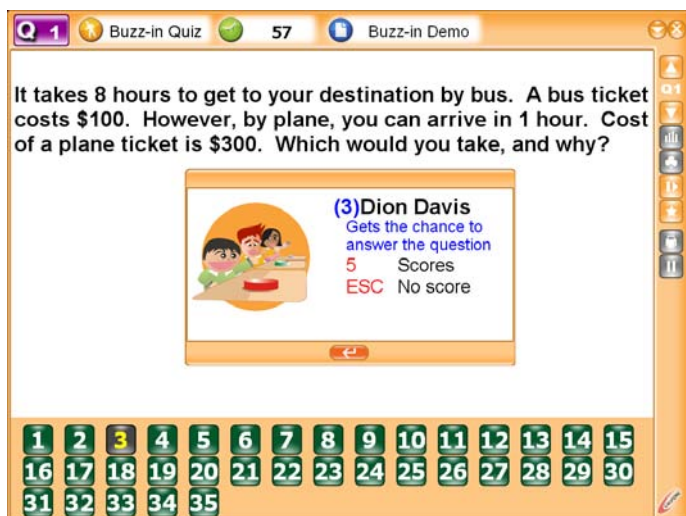 Q 1 Buzz-in Quiz 57 Buzz-in Demo
It takes 8 hours to get to your destination by bus. A bus ticket
costs $100. However, by plane, you can arrive in 1 hour. Cost
of a plane ticket is $300. Which would you take, and why?
Q1
(3)Dion Davis
Gets the chance to
answer the question
5 Scores
ESC No score
1 2 3 4 5 6 7 8 9 10 11 12 13 14 15
16 17 18 19 20 21 22 23 24 25 26 27 28 29 30
31 32 33 34 35